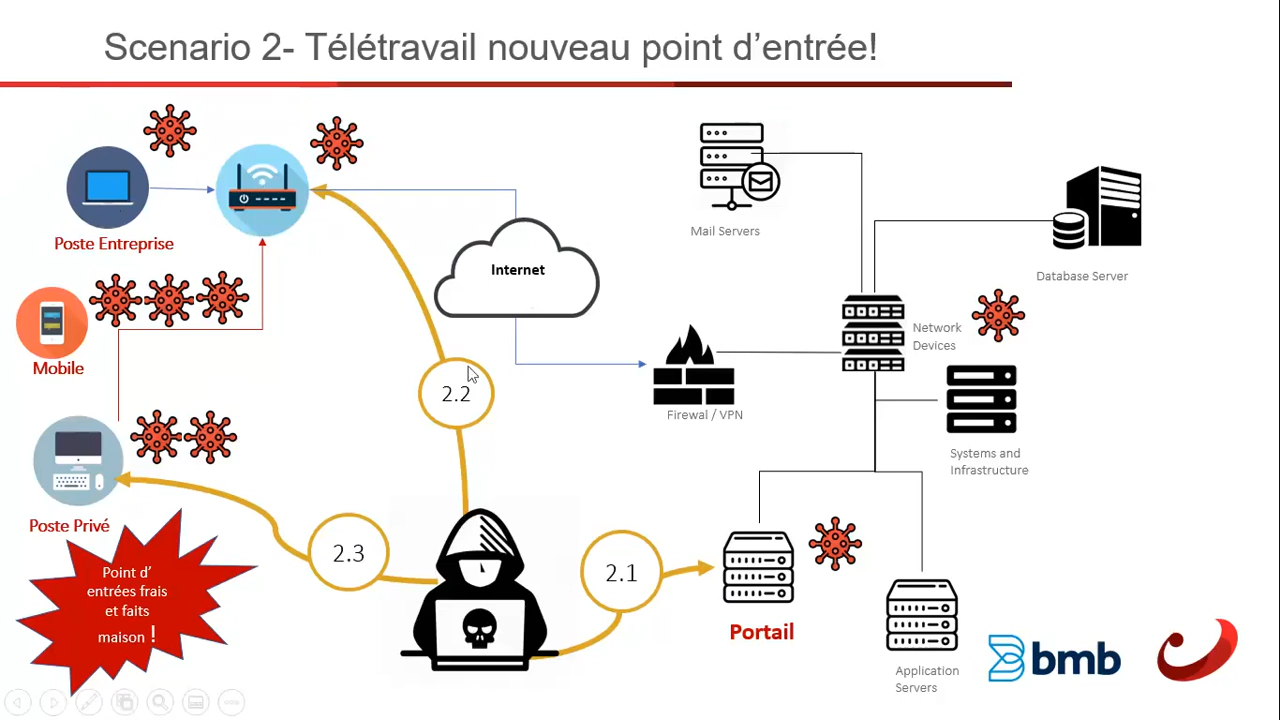 Scenario 2- Télétravail nouveau point d’entrée!
Poste Entreprise
Mobile
Poste Privé
Point d’
entrées frais
et faits
maison !
Internet
2.2
2.3
2.1
Mail Servers
Database Server
Network
Devices
Firewal / VPN
Systems and
Infrastructure
Portail
Application
Servers
bmb